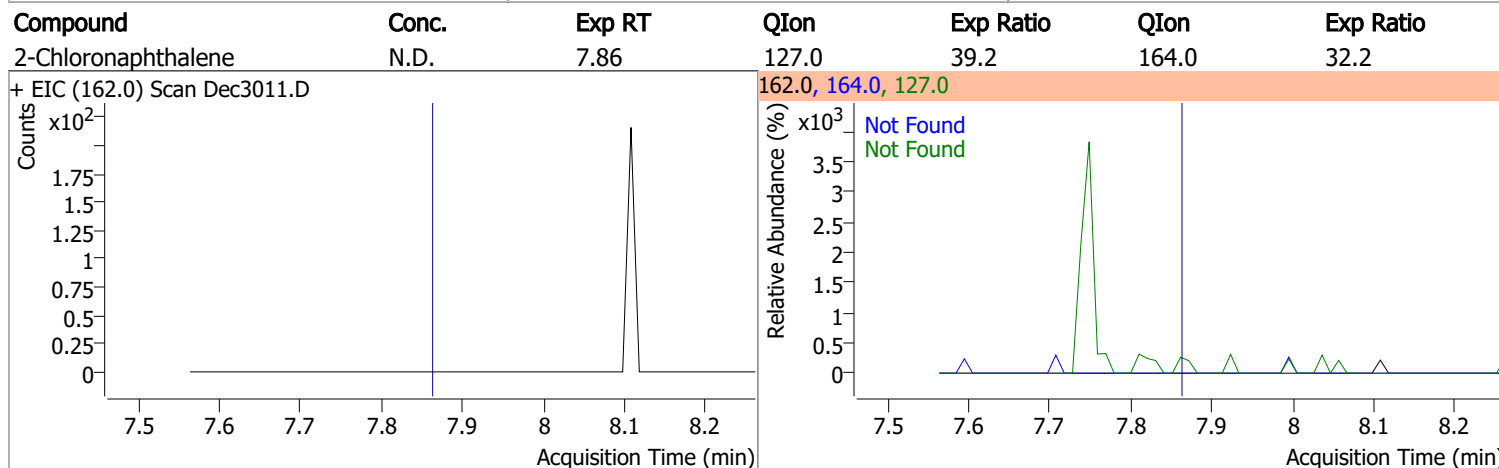 Compound Conc. Exp RT QIon Exp Ratio QIon Exp Ratio
2-Chloronaphthalene N.D. 7.86 127.0 39.2 164.0 32.2
+ EIC (162.0) Scan Dec3011.D
Counts
x10²
1.75
1.5
1.25
1
0.75
0.5
0.25
0
7.5 7.6 7.7 7.8 7.9 8 8.1 8.2
Acquisition Time (min)
162.0, 164.0, 127.0
Relative Abundance (%)
x10³
Not Found
Not Found
3.5
3
2.5
2
1.5
1
0.5
0
7.5 7.6 7.7 7.8 7.9 8 8.1 8.2
Acquisition Time (min)